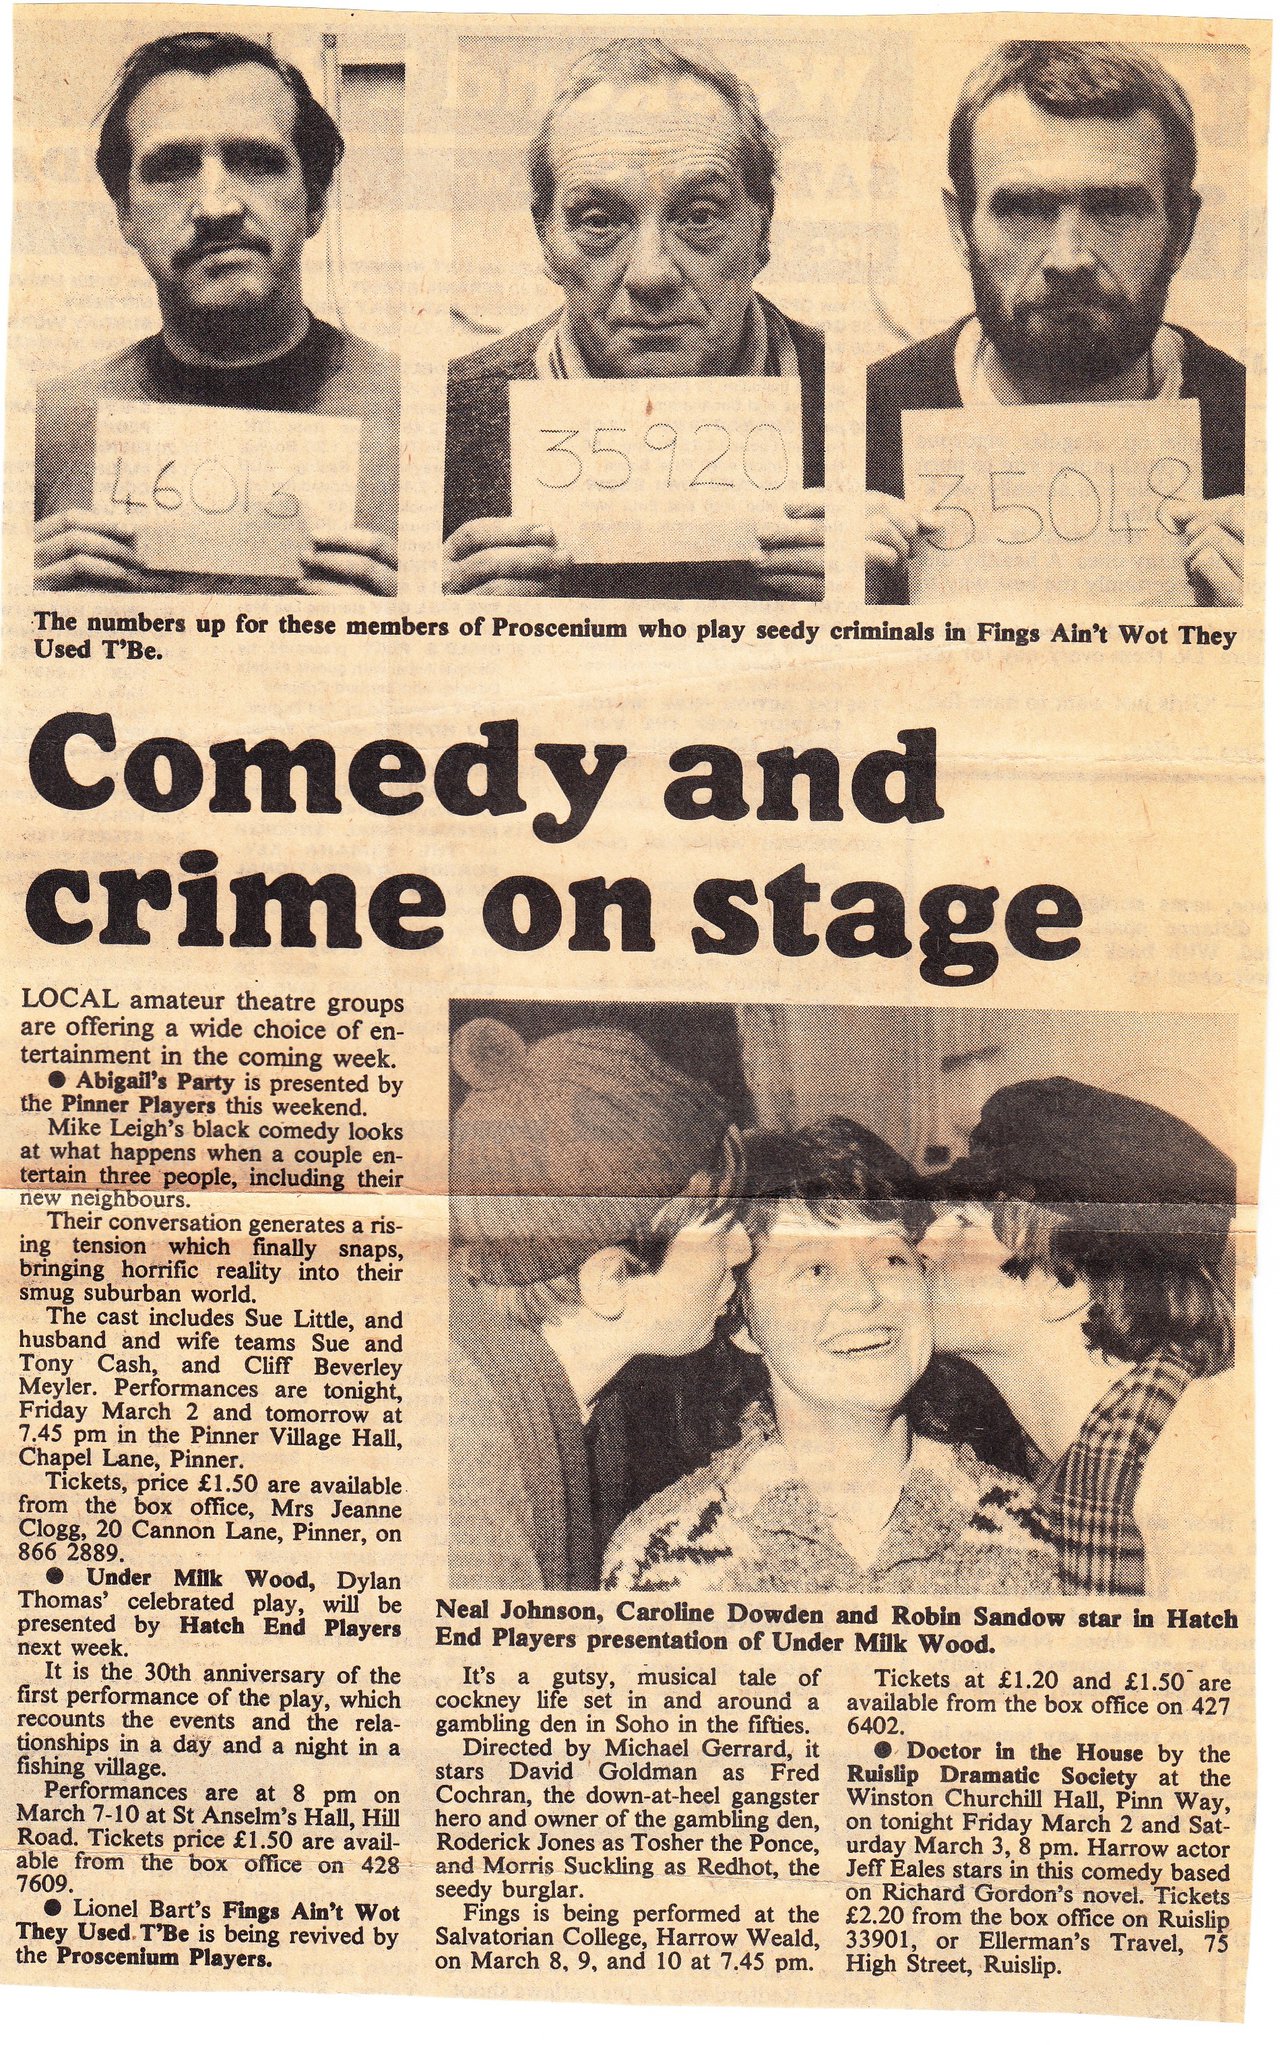 46015
35920
35048
The numbers up for these members of Proscenium who play seedy criminals in Fings Ain't Wot They
Used T'Be.
Comedy and
crime on stage
LOCAL amateur theatre groups
are offering a wide choice of en-
tertainment in the coming week.
● Abigail's Party is presented by
the Pinner Players this weekend.
Mike Leigh's black comedy looks
at what happens when a couple en-
tertain three people, including their
new neighbours.
Their conversation generates a ris-
ing tension which finally snaps,
bringing horrific reality into their
smug suburban world.
The cast includes Sue Little, and
husband and wife teams Sue and
Tony Cash, and Cliff Beverley
Meyler. Performances are tonight,
Friday March 2 and tomorrow at
7.45 pm in the Pinner Village Hall,
Chapel Lane, Pinner.
Tickets, price £1.50 are available
from the box office, Mrs Jeanne
Clogg, 20 Cannon Lane, Pinner, on
866 2889.
● Under Milk Wood, Dylan
Thomas' celebrated play, will be
presented by Hatch End Players
next week.
It is the 30th anniversary of the
first performance of the play, which
recounts the events and the rela-
tionships in a day and a night in a
fishing village.
Performances are at 8 pm on
March 7-10 at St Anselm's Hall, Hill
Road. Tickets price £1.50 are avail-
able from the box office on 428
7609.
● Lionel Bart's Fings Ain't Wot
They Used T'Be is being revived by
the Proscenium Players.
Neal Johnson, Caroline Dowden and Robin Sandow star in Hatch
End Players presentation of Under Milk Wood.
It's a gutsy, musical tale of
cockney life set in and around a
gambling den in Soho in the fifties.
Directed by Michael Gerrard, it
stars David Goldman as Fred
Cochran, the down-at-heel gangster
hero and owner of the gambling den,
Roderick Jones as Tosher the Ponce,
and Morris Suckling as Redhot, the
seedy burglar.
Fings is being performed at the
Salvatorian College, Harrow Weald,
on March 8, 9, and 10 at 7.45 pm.
Tickets at £1.20 and £1.50 are
available from the box office on 427
6402.
● Doctor in the House by the
Ruislip Dramatic Society at the
Winston Churchill Hall, Pinn Way,
on tonight Friday March 2 and Sat-
urday March 3, 8 pm. Harrow actor
Jeff Eales stars in this comedy based
on Richard Gordon's novel. Tickets
£2.20 from the box office on Ruislip
33901, or Ellerman's Travel, 75
High Street, Ruislip.